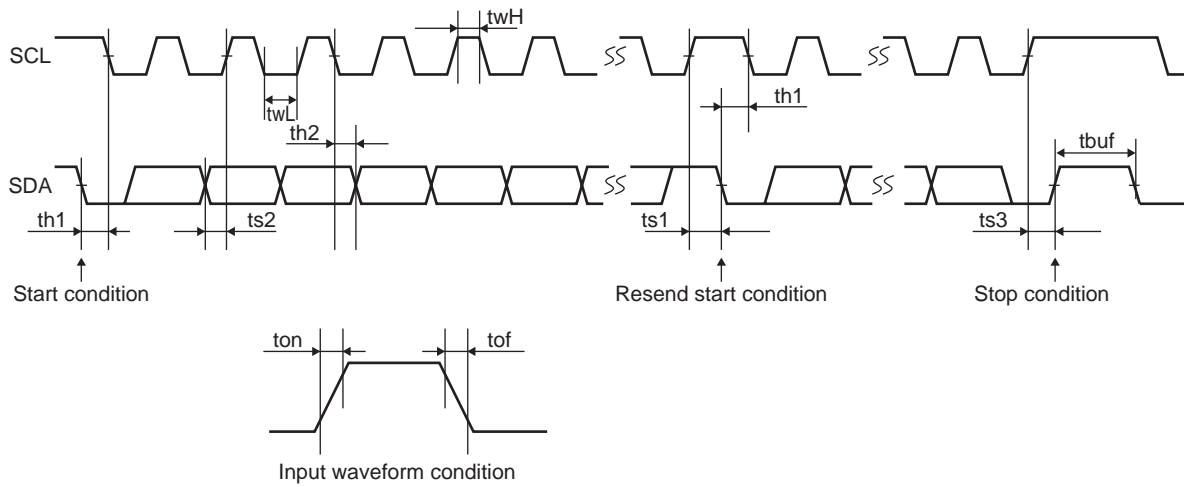 twH
SCL
twL
th1
th2
tbuf
SDA
th1
ts2
ts1
ts3
Start condition
Resend start condition
Stop condition
ton
tof
Input waveform condition